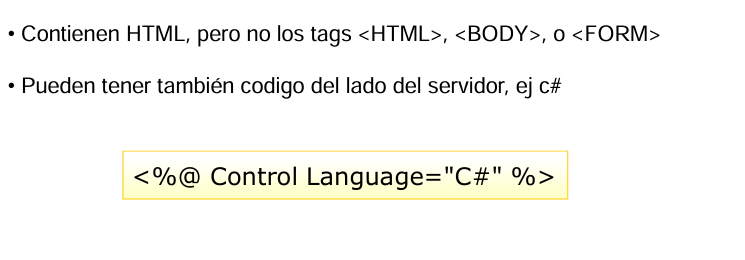 • Contienen HTML, pero no los tags <HTML>, <BODY>, o <FORM>
• Pueden tener también codigo del lado del servidor, ej c#
<%@ Control Language="C#" %>